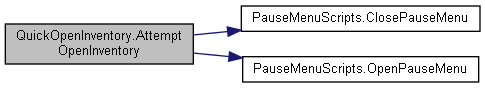 QuickOpenInventory.Attempt
OpenInventory
PauseMenuScripts.ClosePauseMenu
PauseMenuScripts.OpenPauseMenu